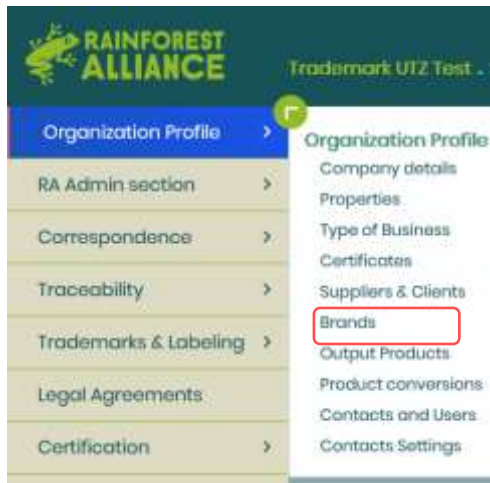 RAINFOREST
ALLIANCE
Trademark UTZ Test
Organization Profile
RA Admin section
Correspondence
Traceability
Trademarks & Labeling
Legal Agreements
Certification
Organization Profile
Company details
Properties
Type of Business
Certificates
Suppliers & Clients
Brands
Output Products
Product conversions
Contacts and Users
Contacts Settings